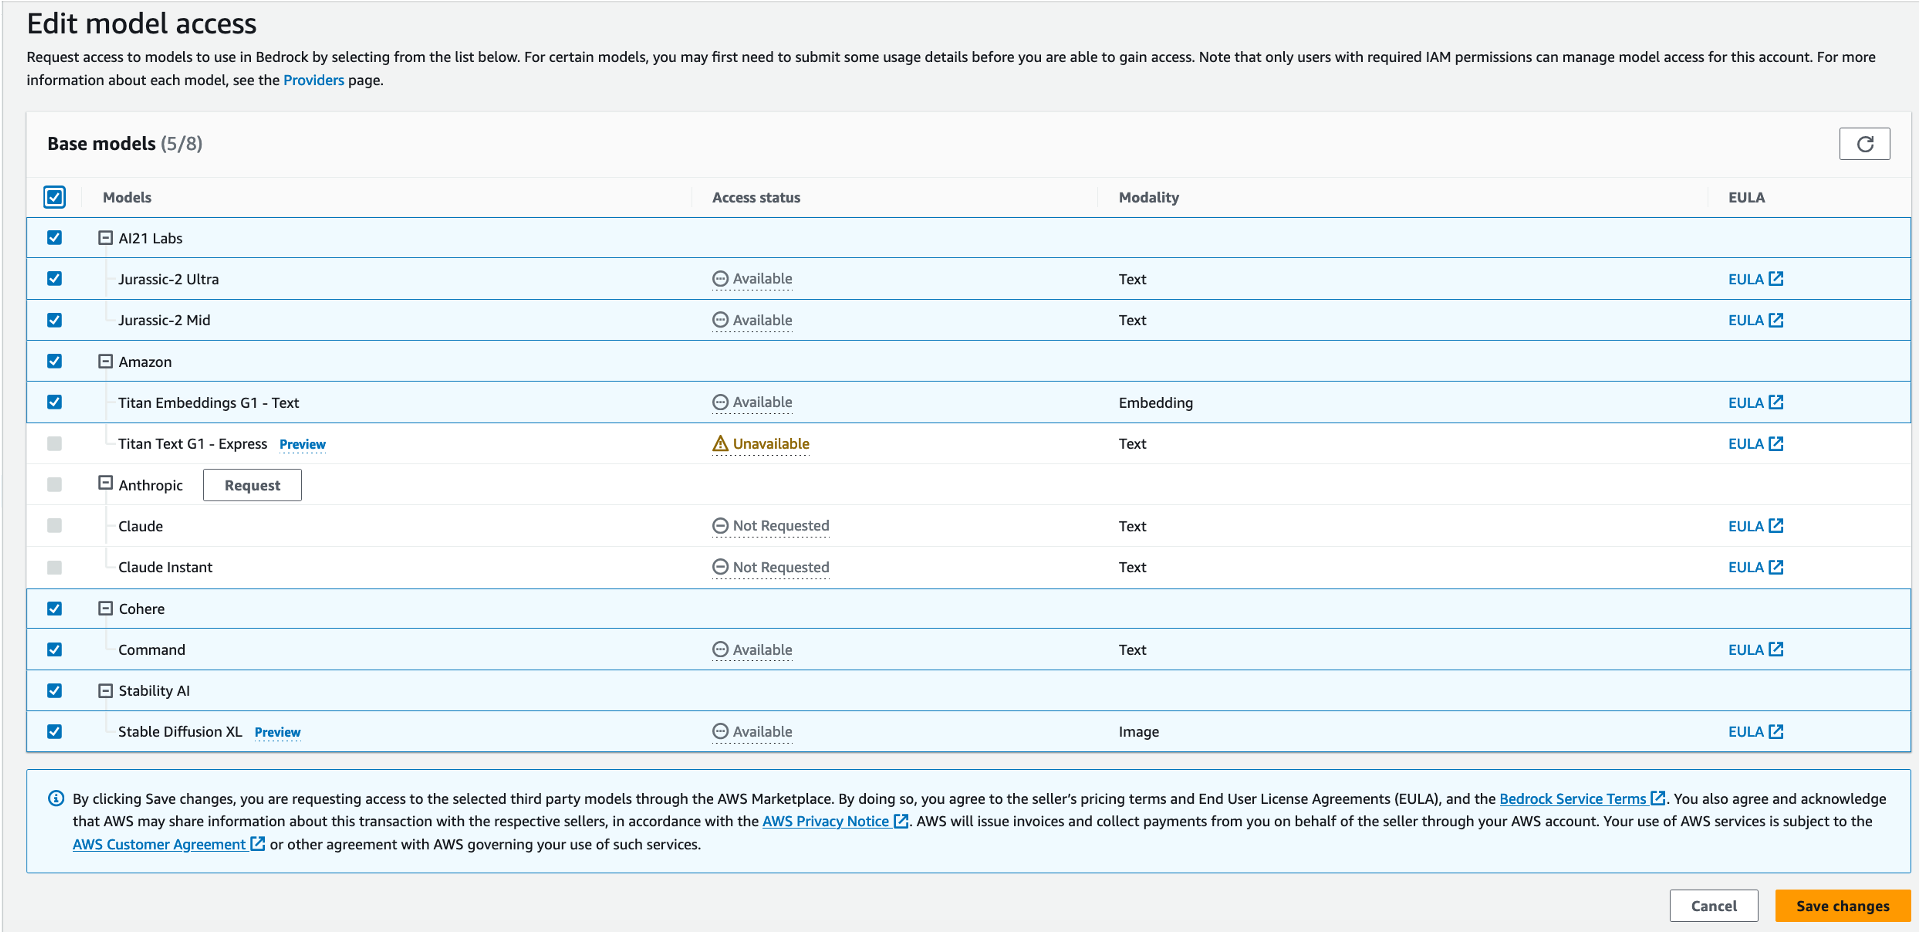 Edit model access
Request access to models to use in Bedrock by selecting from the list below. For certain models, you may first need to submit some usage details before you are able to gain access. Note that only users with required IAM permissions can manage model access for this account. For more
information about each model, see the Providers page.
Base models (5/8)
Models Access status Modality EULA
AI21 Labs
Jurassic-2 Ultra Available Text EULA
Jurassic-2 Mid Available Text EULA
Amazon
Titan Embeddings G1 - Text Available Embedding EULA
Titan Text G1 - Express Preview Unavailable Text EULA
Anthropic Request
Claude Not Requested Text EULA
Claude Instant Not Requested Text EULA
Cohere
Command Available Text EULA
Stability AI
Stable Diffusion XL Preview Available Image EULA
By clicking Save changes, you are requesting access to the selected third party models through the AWS Marketplace. By doing so, you agree to the seller's pricing terms and End User License Agreements (EULA), and the Bedrock Service Terms. You also agree and acknowledge
that AWS may share information about this transaction with the respective sellers, in accordance with the AWS Privacy Notice. AWS will issue invoices and collect payments from you on behalf of the seller through your AWS account. Your use of AWS services is subject to the
AWS Customer Agreement or other agreement with AWS governing your use of such services.
Cancel Save changes